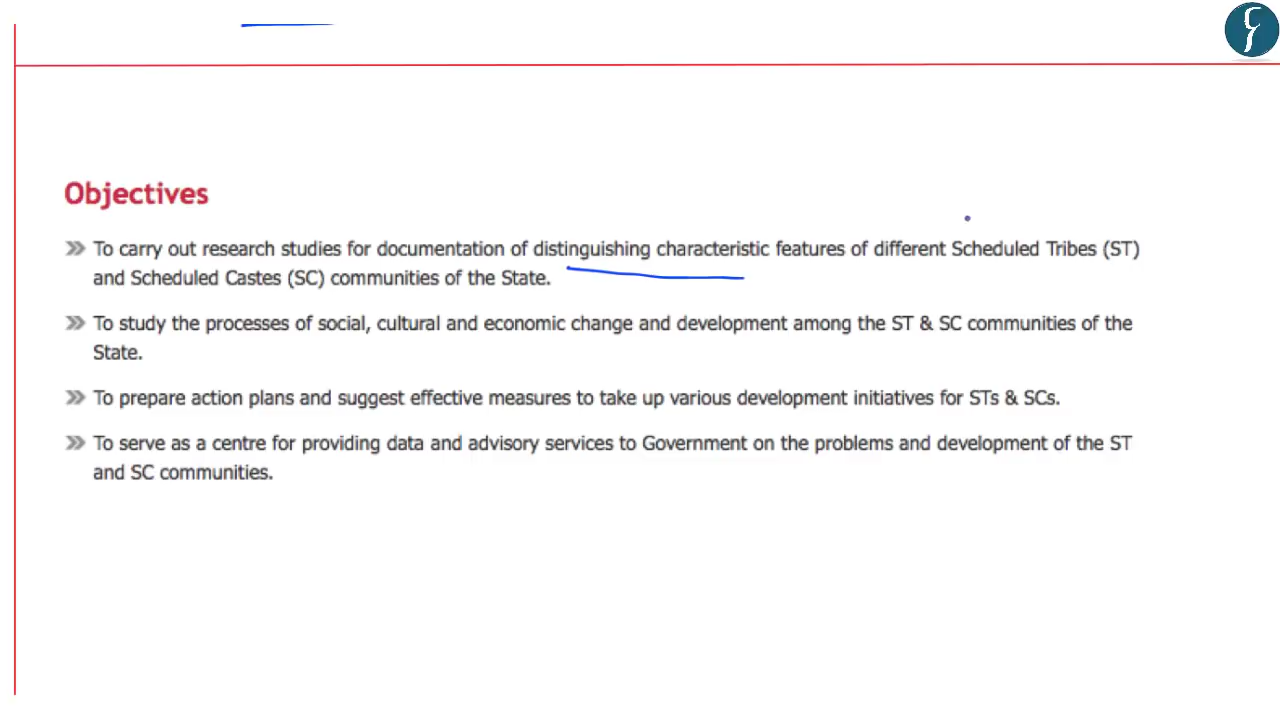 Objectives
» To carry out research studies for documentation of distinguishing characteristic features of different Scheduled Tribes (ST)
and Scheduled Castes (SC) communities of the State.
» To study the processes of social, cultural and economic change and development among the ST & SC communities of the
State.
» To prepare action plans and suggest effective measures to take up various development initiatives for STs & SCs.
» To serve as a centre for providing data and advisory services to Government on the problems and development of the ST
and SC communities.